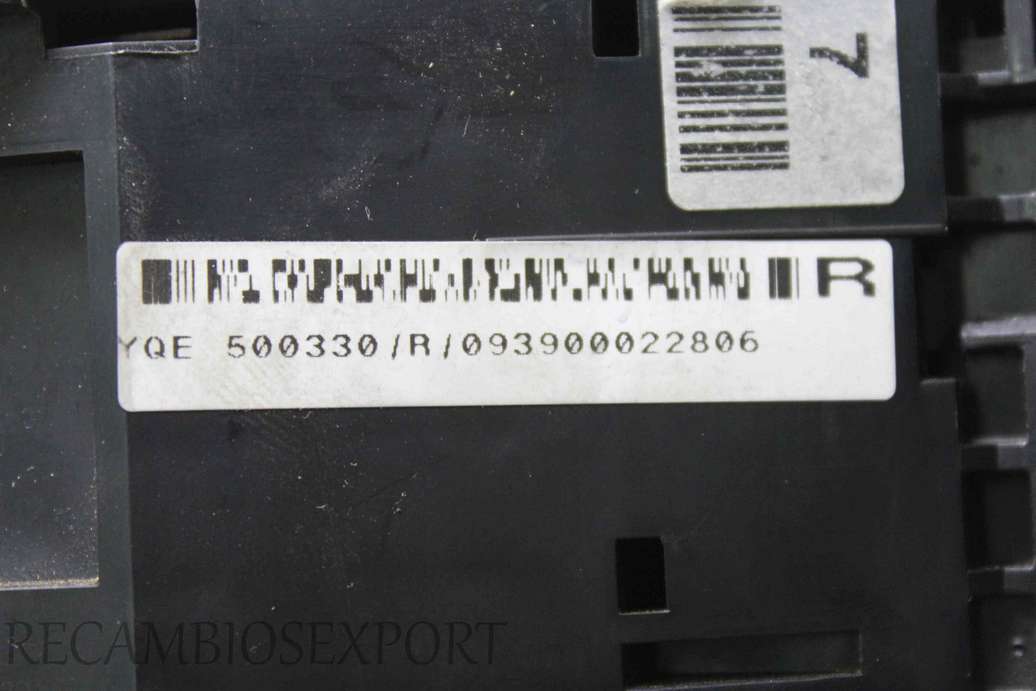 7
R
YQE 500330/R/093900022806
RECAMBIOSEXPORT